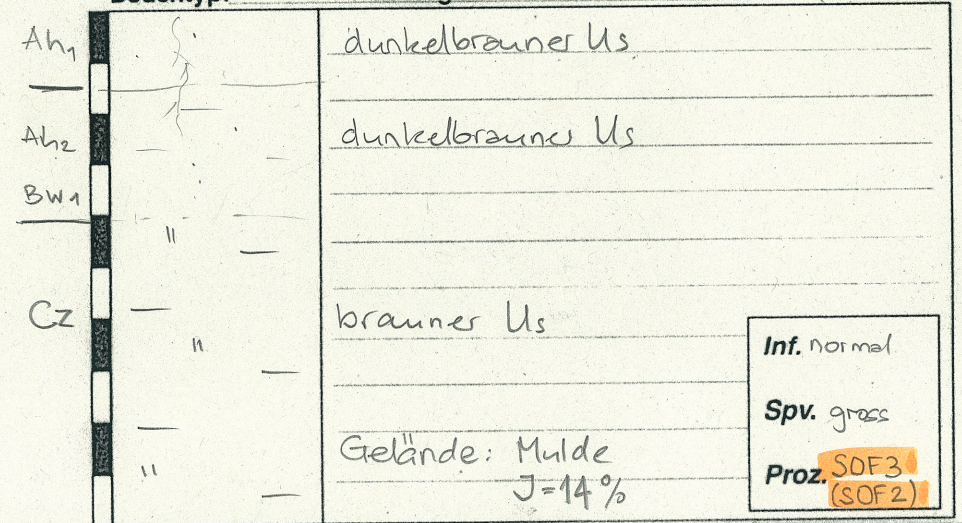 Ah1 dunkelbrauner Us
Ah2 dunkelbrauner Us
Bw1
Cz brauner Us
Inf. normal
Spv. gross
Gelände: Mulde
J=14%
Proz. SOF3
(SOF2)